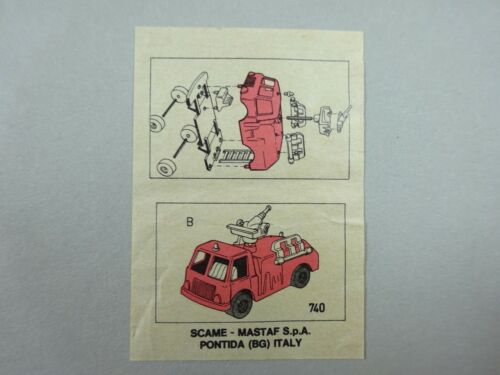 B
740
SCAME - MASTAF S.p.A.
PONTIDA (BG) ITALY